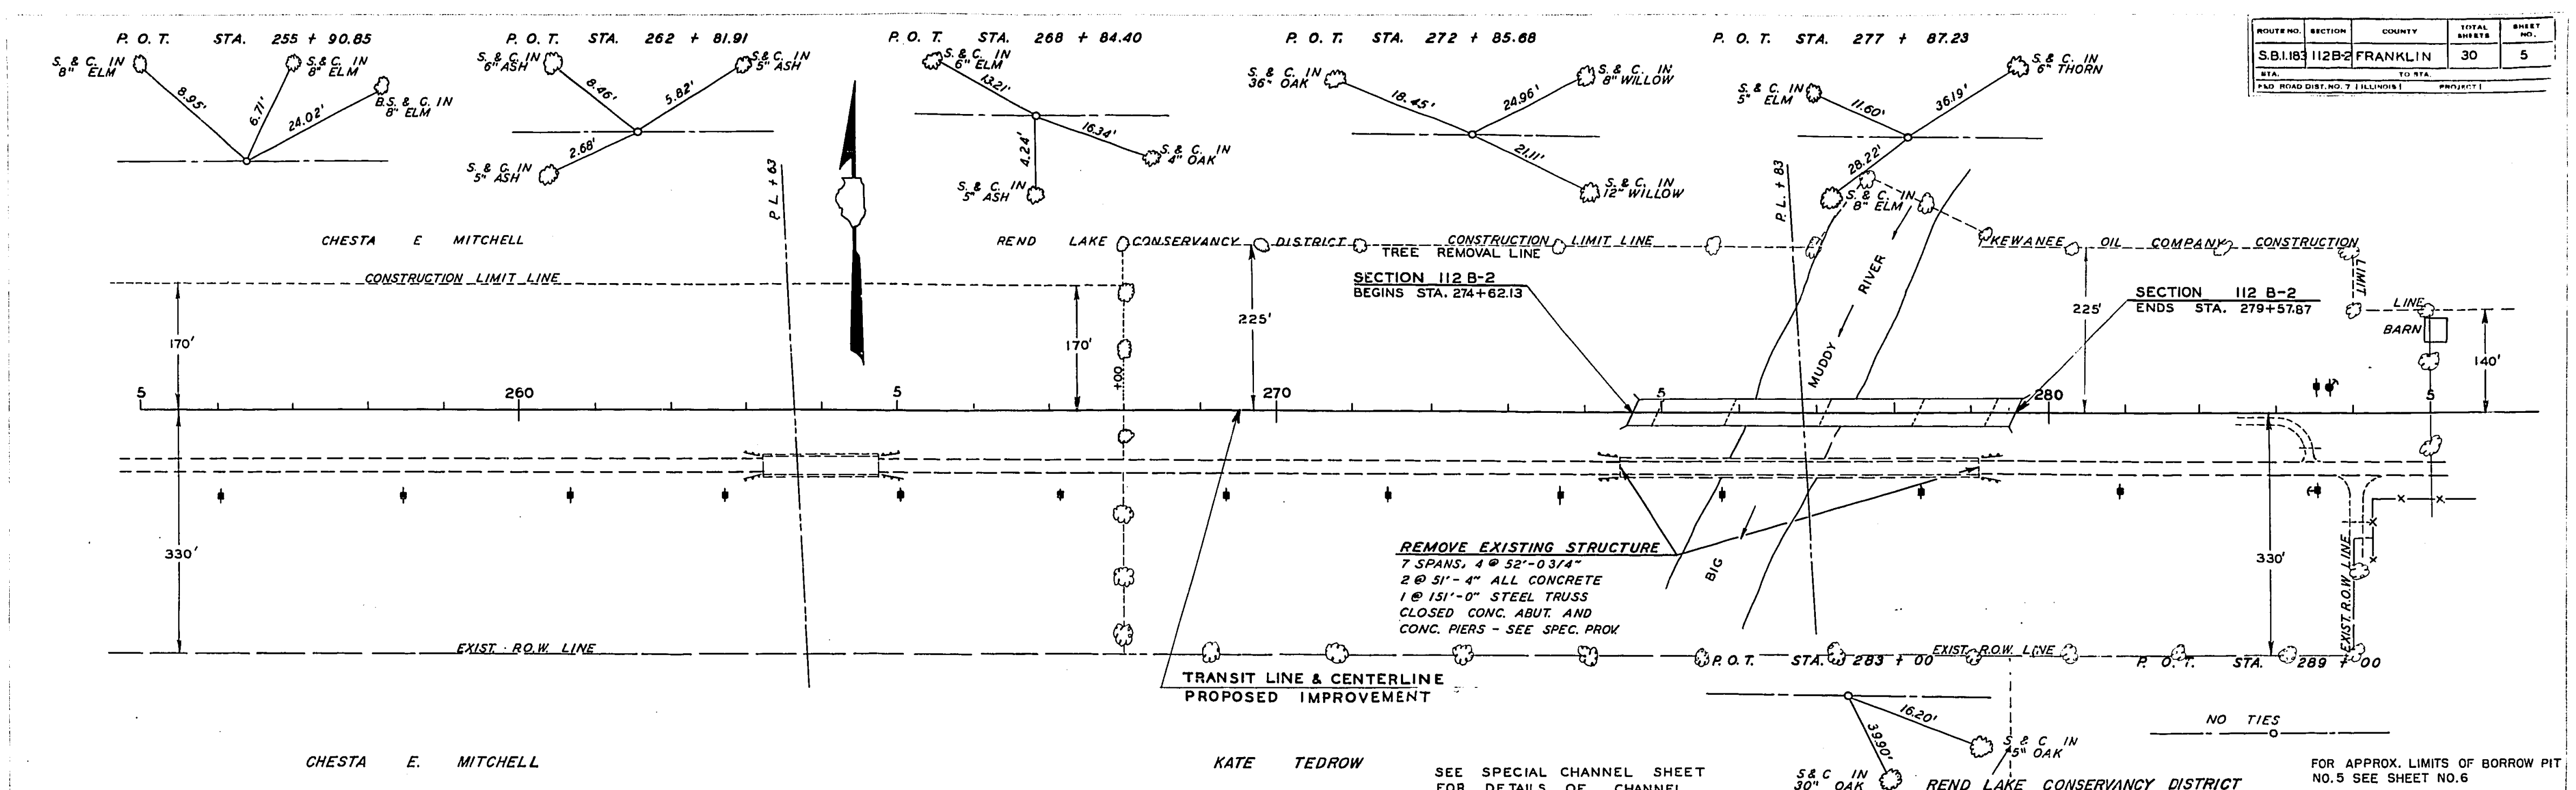 P. O. T. STA. 255 + 90.85
S. & C. IN
8" ELM
8.95'
S.& C. IN
8" ELM
6.71'
B.S. & C. IN
8" ELM
24.02'
P. O. T. STA. 262 + 81.91
S. & C. IN
6" ASH
8.46'
S.& C. IN
5" ASH
5.82'
S. & C. IN
5" ASH
2.68'
P. O. T. STA. 268 + 84.40
S. & C. IN
6" ELM
13.21'
16.34'
S. & C. IN
4" OAK
4.24'
S. & C. IN
5" ASH
P. O. T. STA. 272 + 85.68
S. & C. IN
36" OAK
18.45'
24.96'
S. & C. IN
8" WILLOW
21.11'
S. & C. IN
12" WILLOW
P. O. T. STA. 277 + 87.23
S. & C. IN
5" ELM
11.60'
36.19'
S. & C. IN
6" THORN
28.22'
S. & C. IN
8" ELM
ROUTE NO. SECTION COUNTY TOTAL SHEETS SHEET NO.
S.B.I.183 112B-2 FRANKLIN 30 5
STA. TO STA.
FED ROAD DIST. NO. 7 ILLINOIS PROJECT
P.L. + 63
P.L. + 83
CHESTA E MITCHELL
REND LAKE CONSERVANCY DISTRICT CONSTRUCTION LIMIT LINE
TREE REMOVAL LINE
KEWANEE OIL COMPANY CONSTRUCTION
LIMIT
LINE
CONSTRUCTION LIMIT LINE
SECTION 112 B-2
BEGINS STA. 274+62.13
SECTION 112 B-2
ENDS STA. 279+57.87
MUDDY RIVER
BARN
170'
170'
225'
225'
140'
+00
5 260 5 270 5 280 5
330'
330'
REMOVE EXISTING STRUCTURE
7 SPANS, 4 @ 52'-0 3/4"
2 @ 51'-4" ALL CONCRETE
1 @ 151'-0" STEEL TRUSS
CLOSED CONC. ABUT. AND
CONC. PIERS - SEE SPEC. PROV.
BIG
EXIST. R.O.W. LINE
EXIST. R.O.W. LINE
EXIST. R.O.W. LINE
TRANSIT LINE & CENTERLINE
PROPOSED IMPROVEMENT
P. O. T. STA. 283 + 00
16.20'
S & C IN
5" OAK
39.90'
S & C IN
30" OAK
P. O. T. STA. 289 + 00
NO TIES
CHESTA E. MITCHELL
KATE TEDROW
SEE SPECIAL CHANNEL SHEET
FOR DETAILS OF CHANNEL
REND LAKE CONSERVANCY DISTRICT
FOR APPROX. LIMITS OF BORROW PIT
NO.5 SEE SHEET NO.6